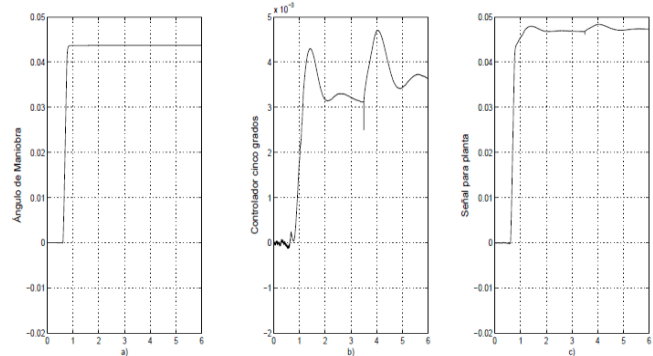 0.05
0.04
0.03
0.02
0.01
0
−0.01
−0.02
Ángulo de Maniobra
0 1 2 3 4 5 6
a)
x 10⁻³
5
4
3
2
1
0
−1
−2
Controlador cinco grados
0 1 2 3 4 5 6
b)
0.05
0.04
0.03
0.02
0.01
0
−0.01
−0.02
Señal para planta
0 1 2 3 4 5 6
c)